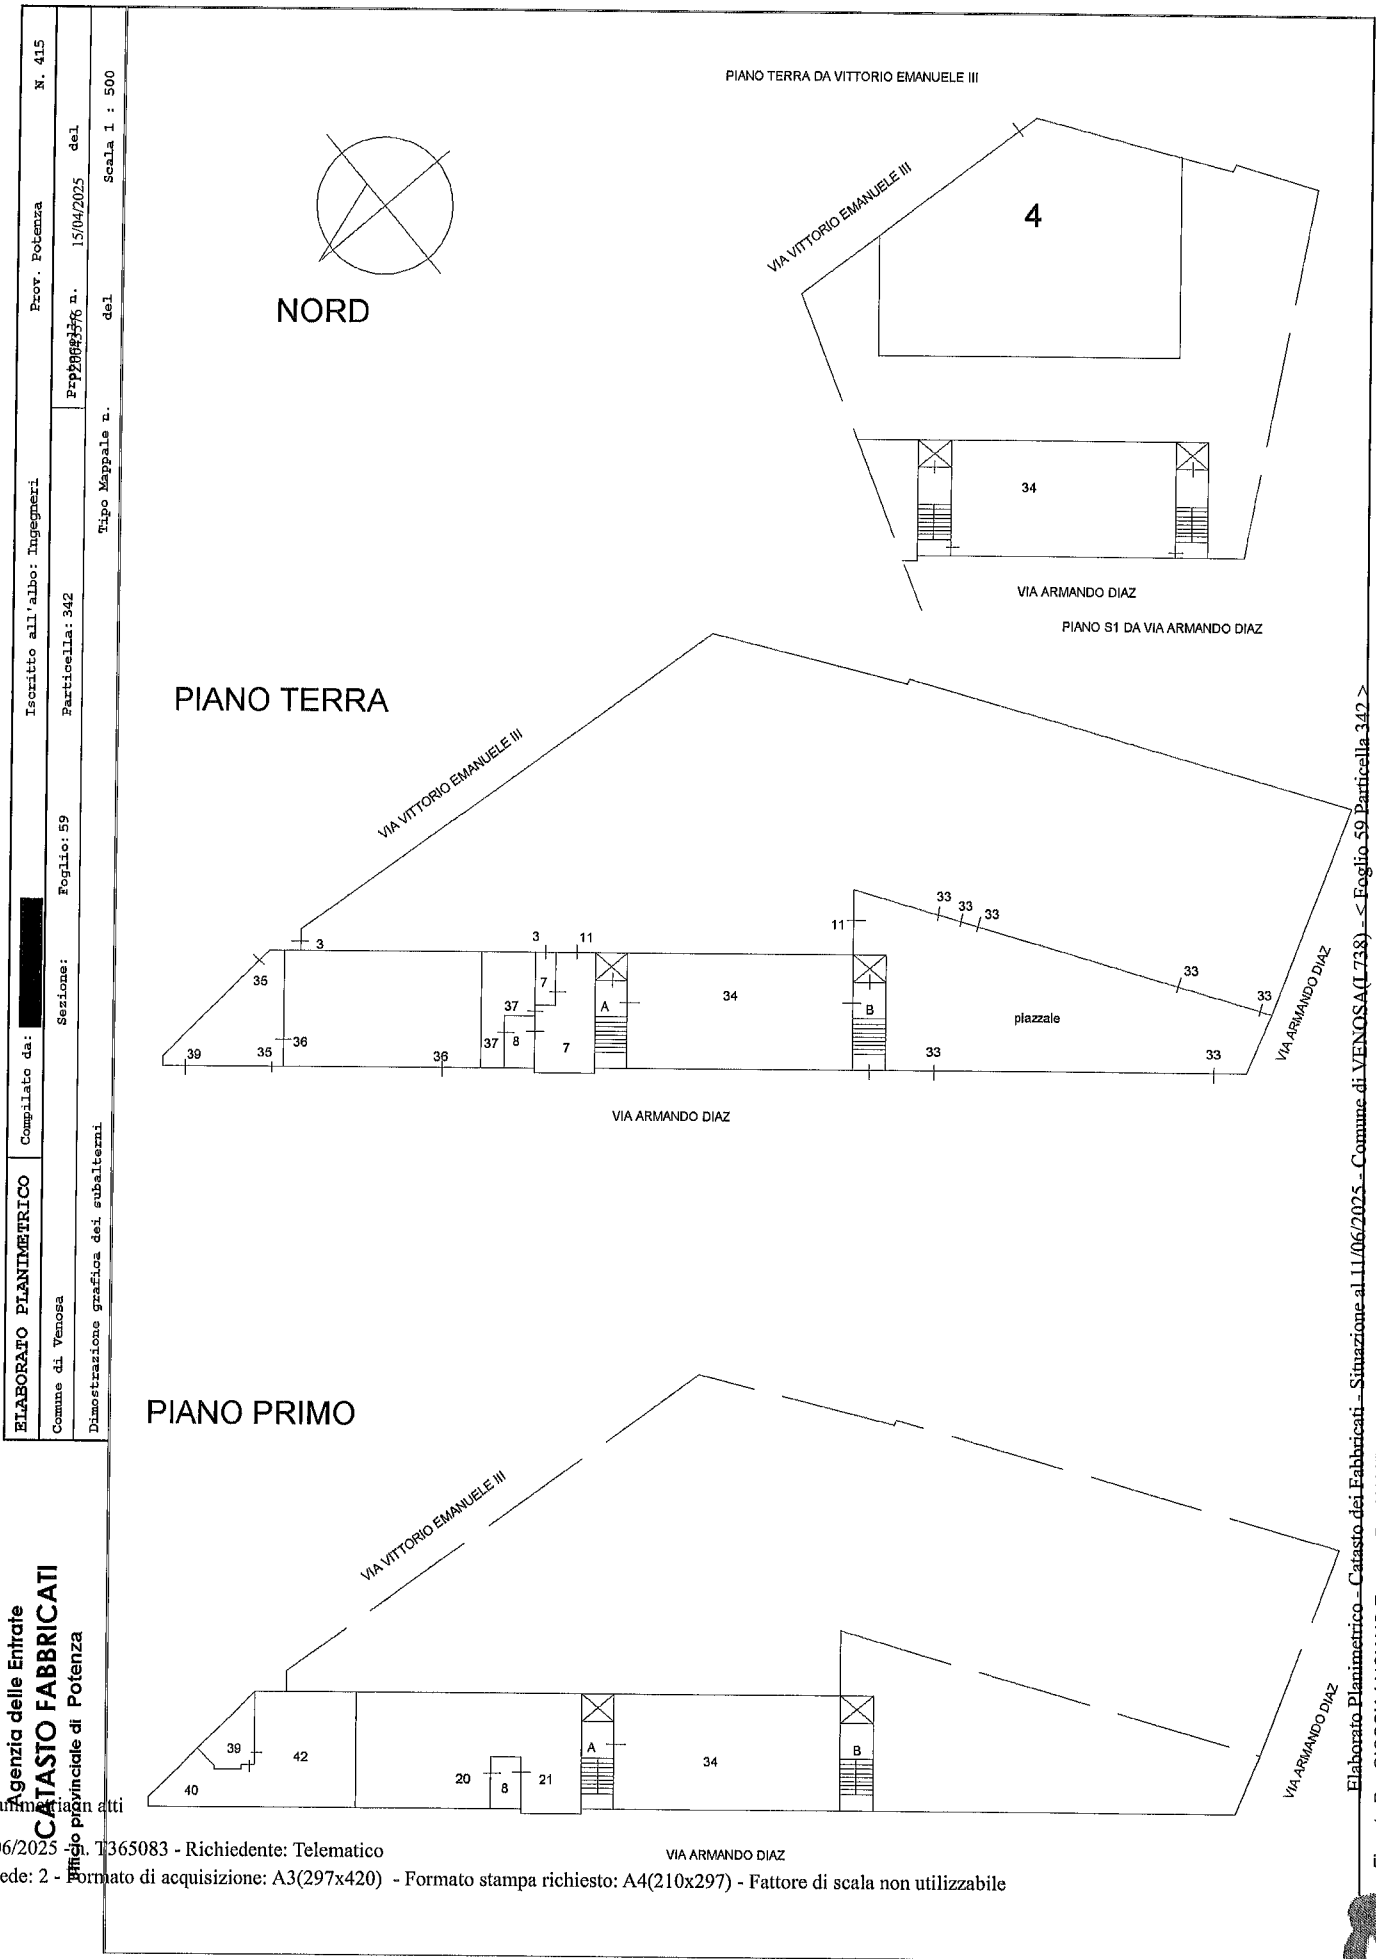 ELABORATO PLANIMETRICO
Compilato da:
Iscritto all'albo: Ingegneri
Prov. Potenza
N. 415
Comune di Venosa
Sezione:
Foglio: 59
Particella: 342
15/04/2025
del
Dimostrazione grafica dei subalterni
Tipo Mappale n.
del
Scala 1 : 500
PIANO TERRA DA VITTORIO EMANUELE III
NORD
VIA VITTORIO EMANUELE III
4
34
VIA ARMANDO DIAZ
PIANO S1 DA VIA ARMANDO DIAZ
PIANO TERRA
VIA VITTORIO EMANUELE III
33
33
33
3
3
11
11
35
7
33
33
37
A
34
B
piazzale
VIA ARMANDO DIAZ
39
35
36
36
37
8
7
33
33
VIA ARMANDO DIAZ
PIANO PRIMO
VIA VITTORIO EMANUELE III
39
42
A
34
B
40
20
8
21
VIA ARMANDO DIAZ
VIA ARMANDO DIAZ
Agenzia delle Entrate
CATASTO FABBRICATI
Ufficio provinciale di Potenza
in atti
06/2025 - n. T365083 - Richiedente: Telematico
ede: 2 - Formato di acquisizione: A3(297x420) - Formato stampa richiesto: A4(210x297) - Fattore di scala non utilizzabile
Elaborato Planimetrico - Catasto dei Fabbricati - Situazione al 11/06/2025 - Comune di VENOSA(L738) - < Foglio 59 Particella 342 >